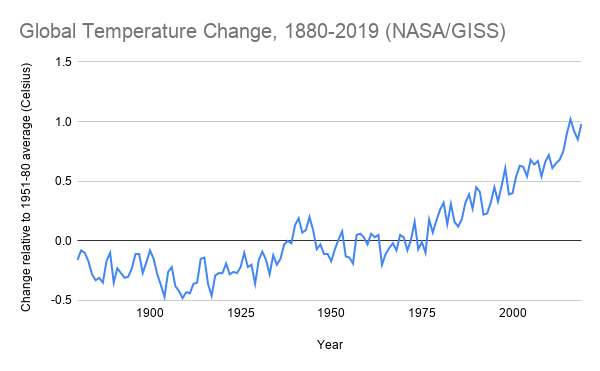 Global Temperature Change, 1880-2019 (NASA/GISS)
Change relative to 1951-80 average (Celsius)
1.5
1.0
0.5
0.0
-0.5
1900 1925 1950 1975 2000
Year